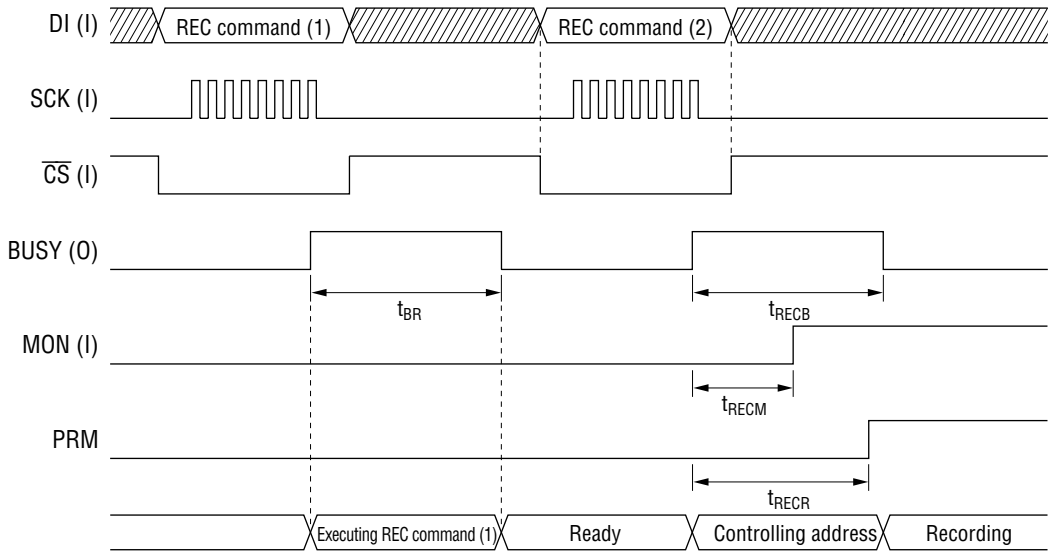 DI (I)
REC command (1)
REC command (2)
SCK (I)
CS (I)
BUSY (O)
tBR
tRECB
MON (I)
tRECM
PRM
tRECR
Executing REC command (1)
Ready
Controlling address
Recording